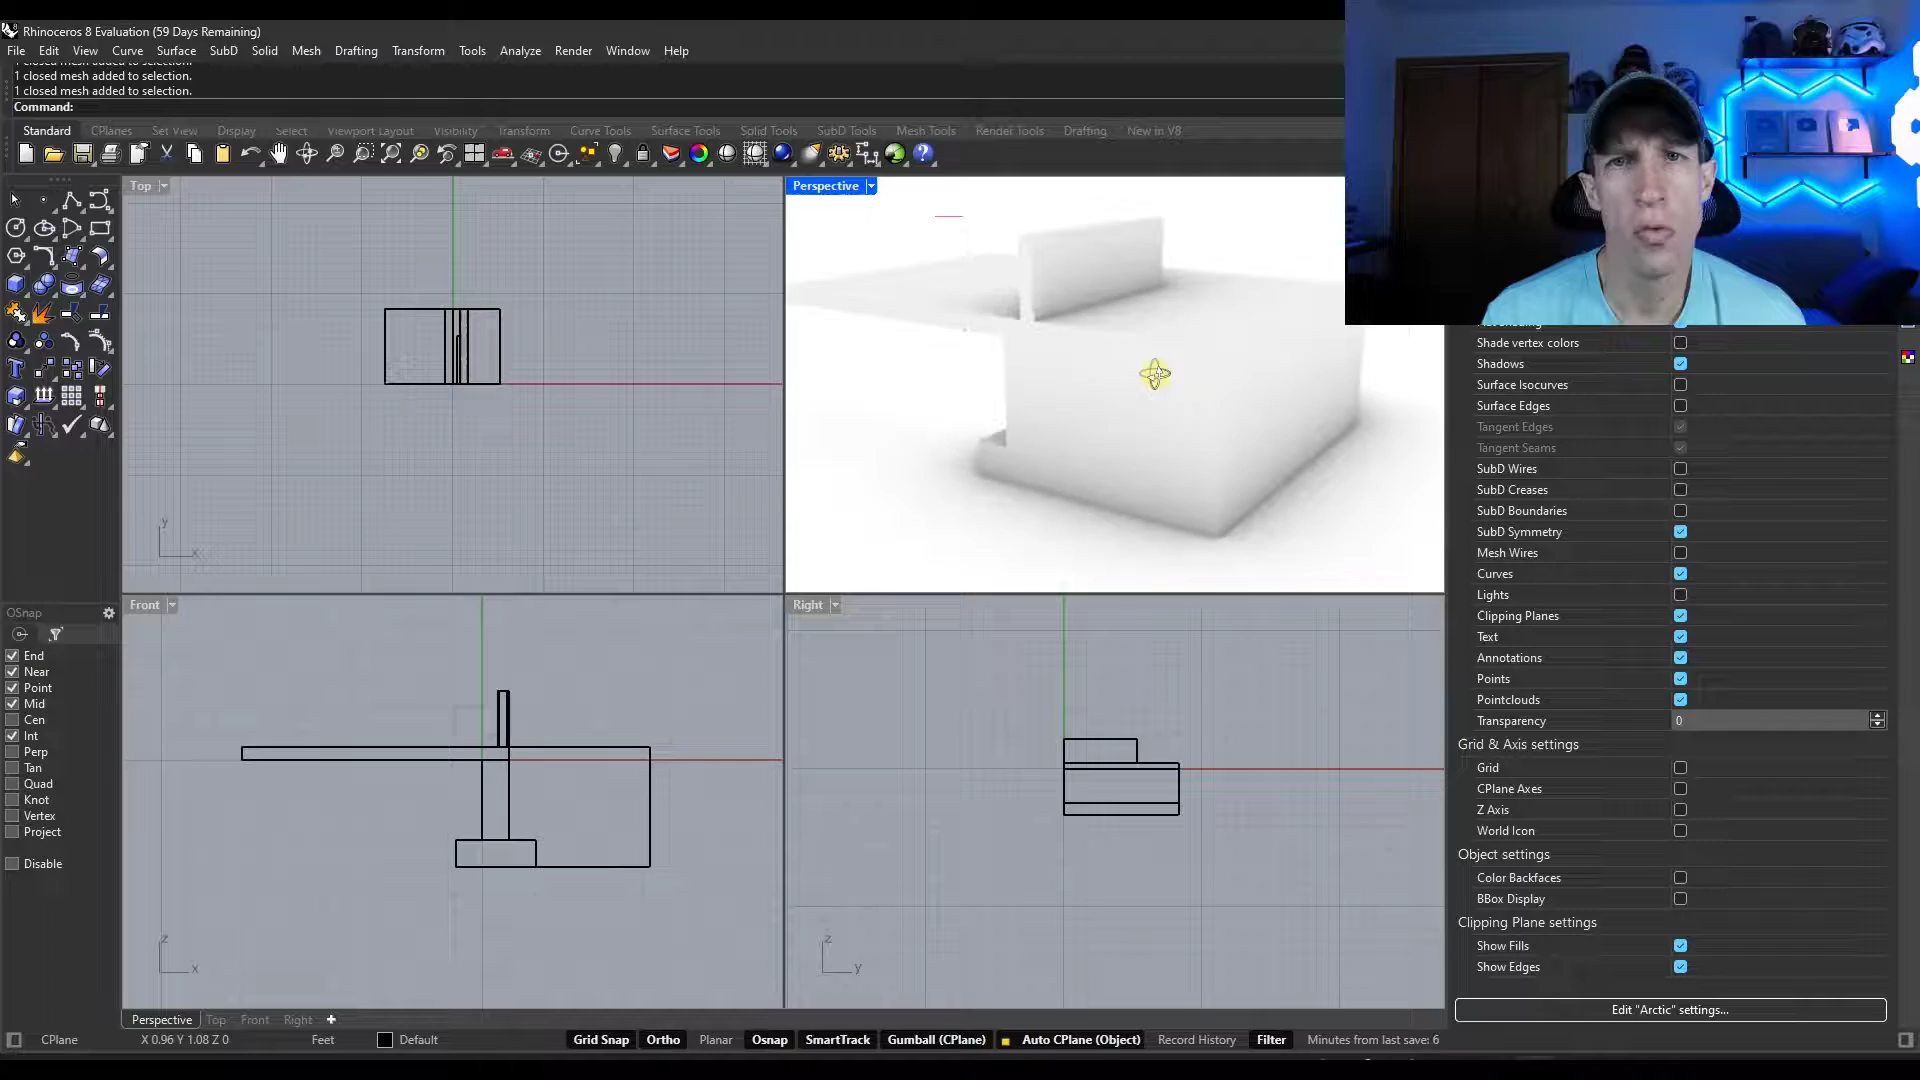 Rhinoceros 8 Evaluation (59 Days Remaining)
File Edit View Curve Surface SubD Solid Mesh Drafting Transform Tools Analyze Render Window Help
1 closed mesh added to selection.
1 closed mesh added to selection.
1 closed mesh added to selection.
Command:
Standard CPlanes Set View Display Select Viewport Layout Visibility Transform Curve Tools Surface Tools Solid Tools SubD Tools Mesh Tools Render Tools Drafting New in V8
Top
Perspective
y
x
Front
Right
z
x
z
y
OSnap
End
Near
Point
Mid
Cen
Int
Perp
Tan
Quad
Knot
Vertex
Project
Disable
Shade vertex colors
Shadows
Surface Isocurves
Surface Edges
Tangent Edges
Tangent Seams
SubD Wires
SubD Creases
SubD Boundaries
SubD Symmetry
Mesh Wires
Curves
Lights
Clipping Planes
Text
Annotations
Points
Pointclouds
Transparency 0
Grid & Axis settings
Grid
CPlane Axes
Z Axis
World Icon
Object settings
Color Backfaces
BBox Display
Clipping Plane settings
Show Fills
Show Edges
Edit "Arctic" settings...
Perspective Top Front Right
CPlane X 0.96 Y 1.08 Z 0 Feet Default Grid Snap Ortho Planar Osnap SmartTrack Gumball (CPlane) Auto CPlane (Object) Record History Filter Minutes from last save: 6